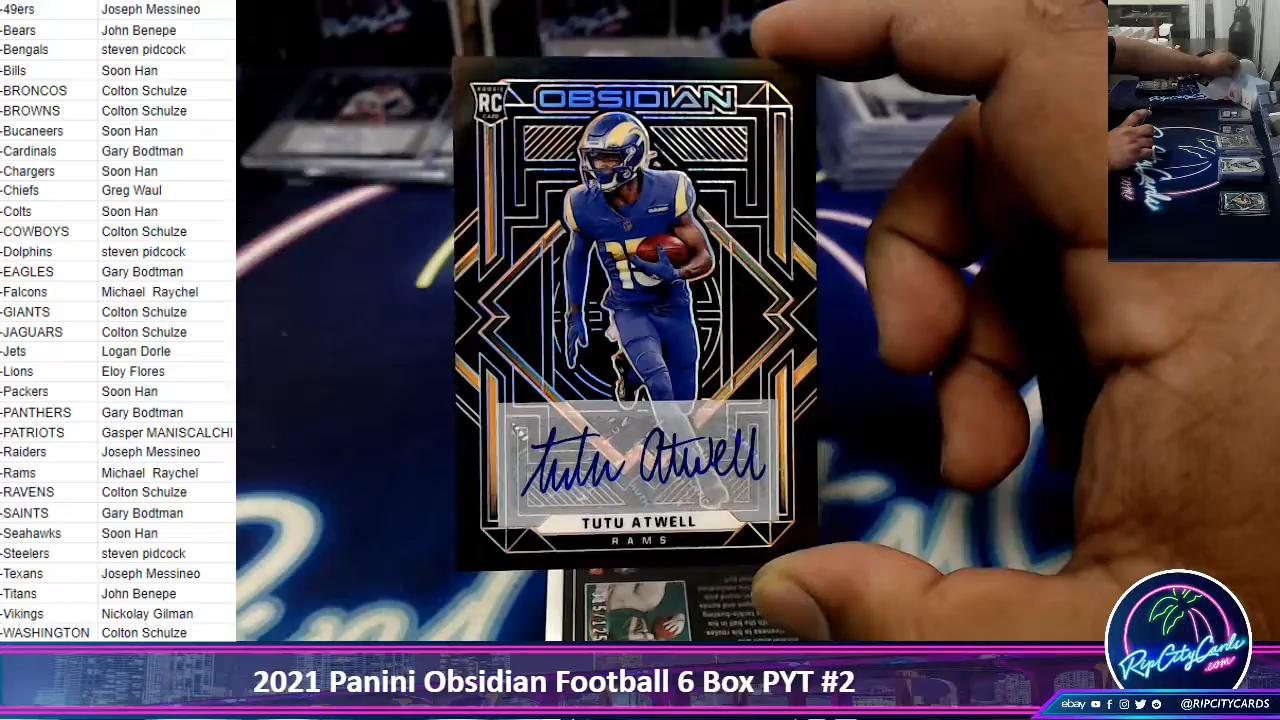 -49ers Joseph Messineo
-Bears John Benepe
-Bengals steven pidcock
-Bills Soon Han
-BRONCOS Colton Schulze
-BROWNS Colton Schulze
-Bucaneers Soon Han
-Cardinals Gary Bodtman
-Chargers Soon Han
-Chiefs Greg Waul
-Colts Soon Han
-COWBOYS Colton Schulze
-Dolphins steven pidcock
-EAGLES Gary Bodtman
-Falcons Michael Raychel
-GIANTS Colton Schulze
-JAGUARS Colton Schulze
-Jets Logan Dorle
-Lions Eloy Flores
-Packers Soon Han
-PANTHERS Gary Bodtman
-PATRIOTS Gasper MANISCALCHI
-Raiders Joseph Messineo
-Rams Michael Raychel
-RAVENS Colton Schulze
-SAINTS Gary Bodtman
-Seahawks Soon Han
-Steelers steven pidcock
-Texans Joseph Messineo
-Titans John Benepe
-Vikings Nickolay Gilman
-WASHINGTON Colton Schulze
ROOKIE
RC
CARD
OBSIDIAN
15
tutu atwell
TUTU ATWELL
RAMS
2021 Panini Obsidian Football 6 Box PYT #2
RipCityCards
.com
ebay @RIPCITYCARDS